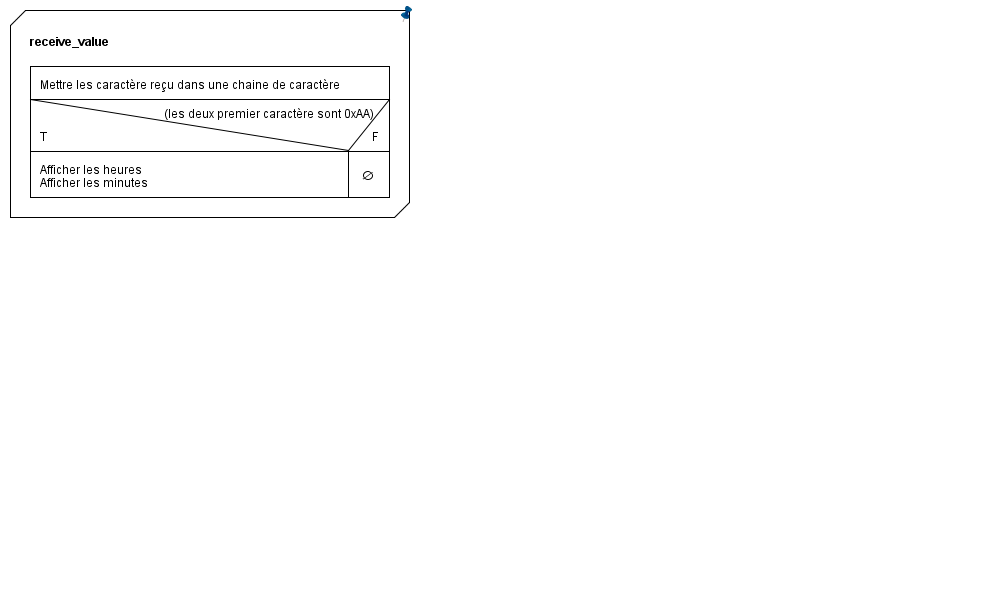 receive_value
Mettre les caractère reçu dans une chaine de caractère
(les deux premier caractère sont 0xAA)
T
F
Afficher les heures
Afficher les minutes
∅